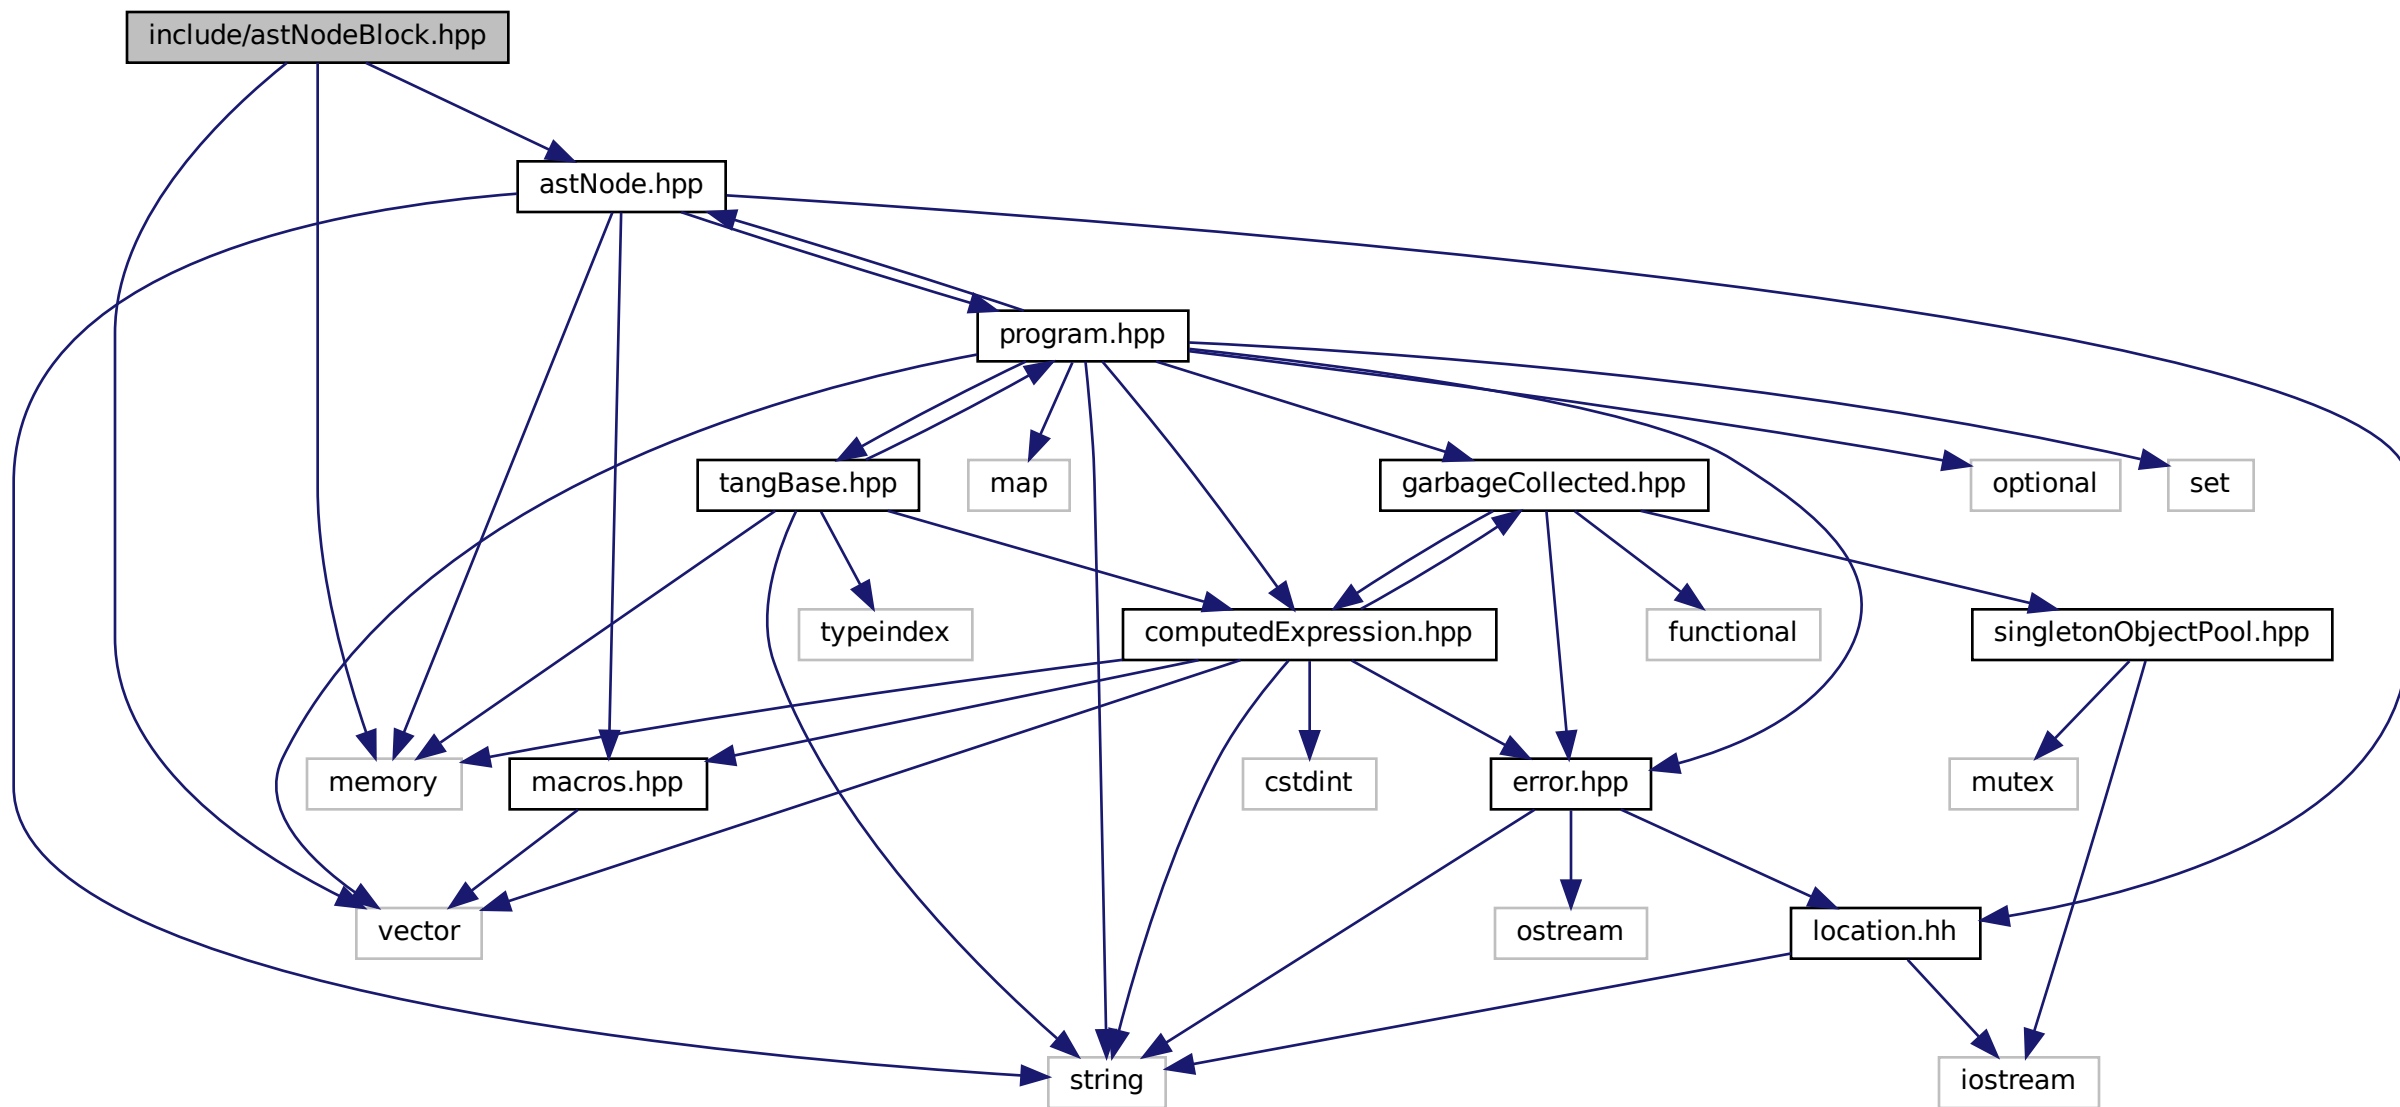 include/astNodeBlock.hpp
astNode.hpp
program.hpp
tangBase.hpp
map
garbageCollected.hpp
optional
set
typeindex
computedExpression.hpp
functional
singletonObjectPool.hpp
memory
macros.hpp
cstdint
error.hpp
mutex
vector
ostream
location.hh
string
iostream